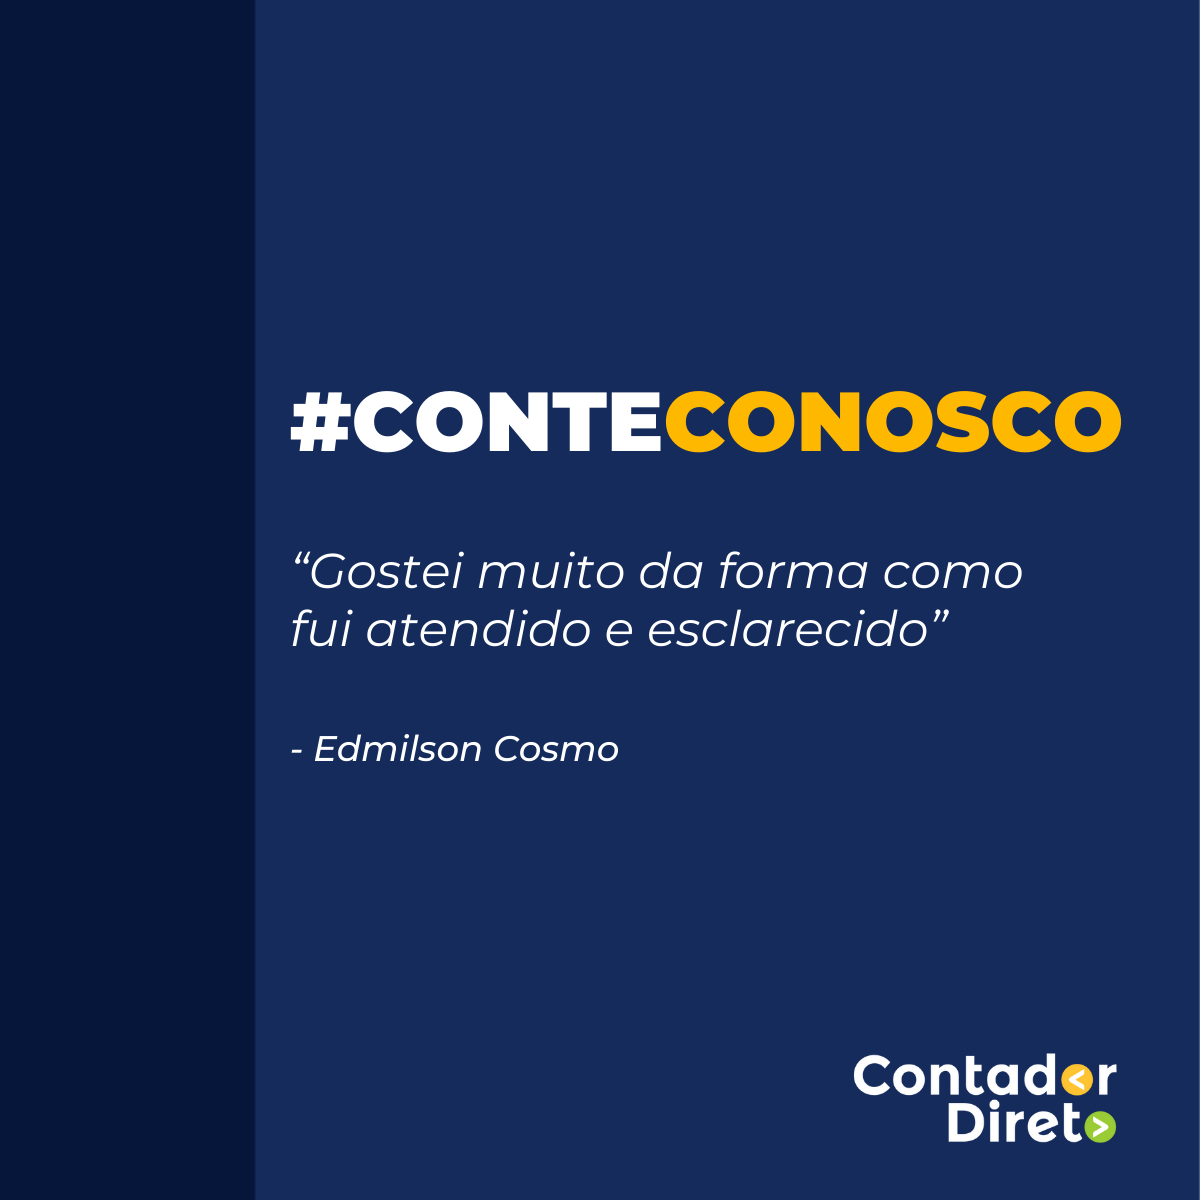 #CONTECONOSCO
“Gostei muito da forma como
fui atendido e esclarecido”
- Edmilson Cosmo
Contador
Direto